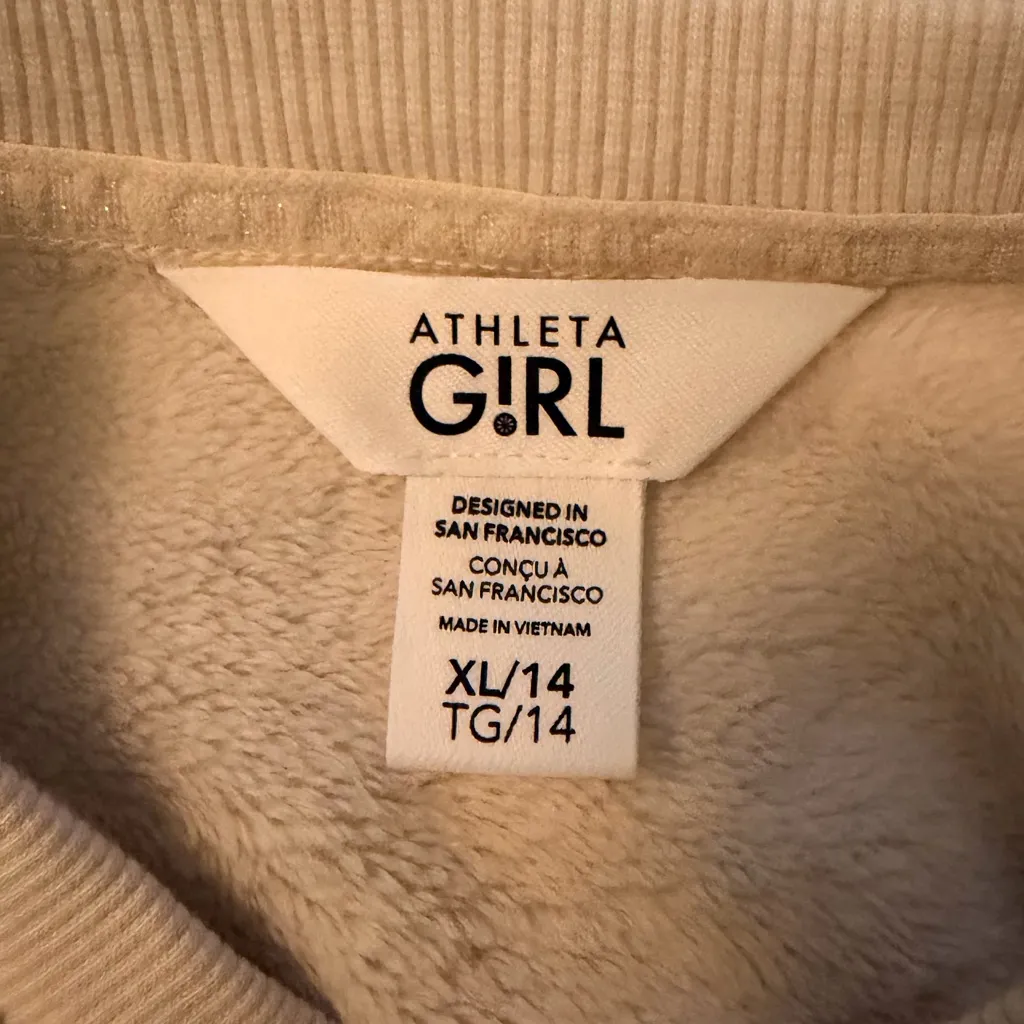 ATHLETA
G!RL
DESIGNED IN
SAN FRANCISCO
CONÇU À
SAN FRANCISCO
MADE IN VIETNAM
XL/14
TG/14